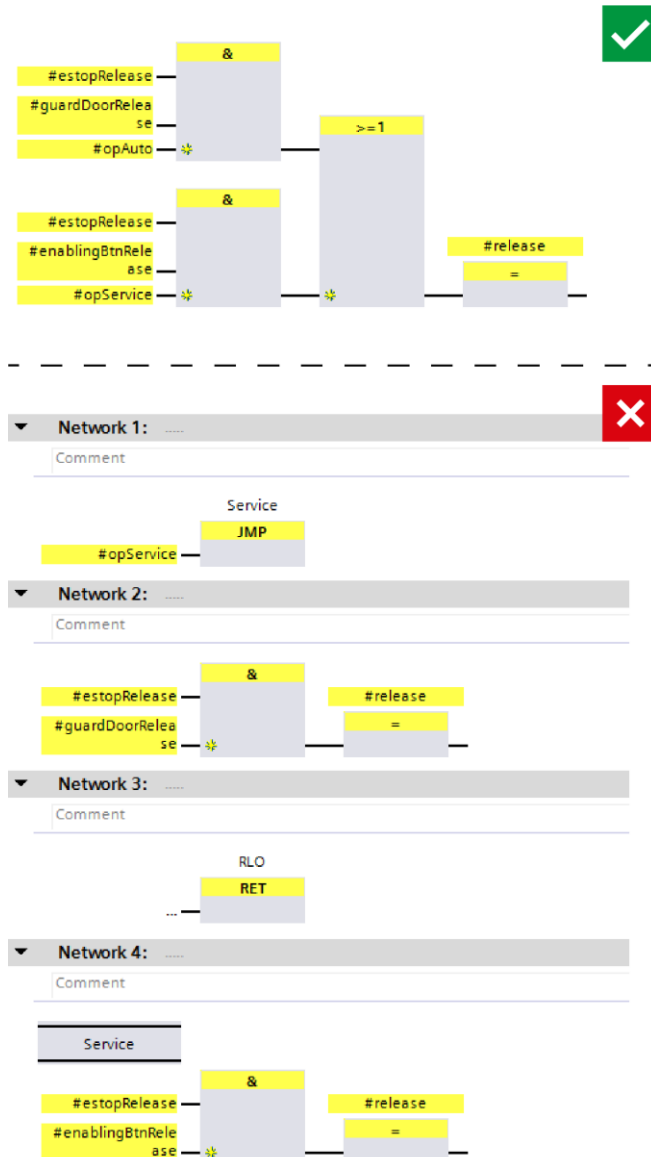 &
#estopRelease
#guardDoorRelea
se
#opAuto
>=1
&
#estopRelease
#enablingBtnRele
ase
#opService
#release
=
Network 1: .....
Comment
Service
JMP
#opService
Network 2: .....
Comment
&
#estopRelease
#guardDoorRelea
se
#release
=
Network 3: .....
Comment
RLO
RET
...
Network 4: .....
Comment
Service
&
#estopRelease
#enablingBtnRele
ase
#release
=